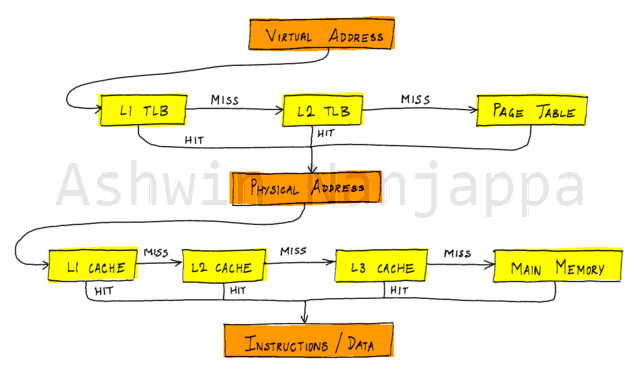 VIRTUAL ADDRESS
L1 TLB MISS L2 TLB MISS PAGE TABLE
HIT HIT
Ashwin Nanjappa
PHYSICAL ADDRESS
L1 CACHE MISS L2 CACHE MISS L3 CACHE MISS MAIN MEMORY
HIT HIT HIT
INSTRUCTIONS / DATA